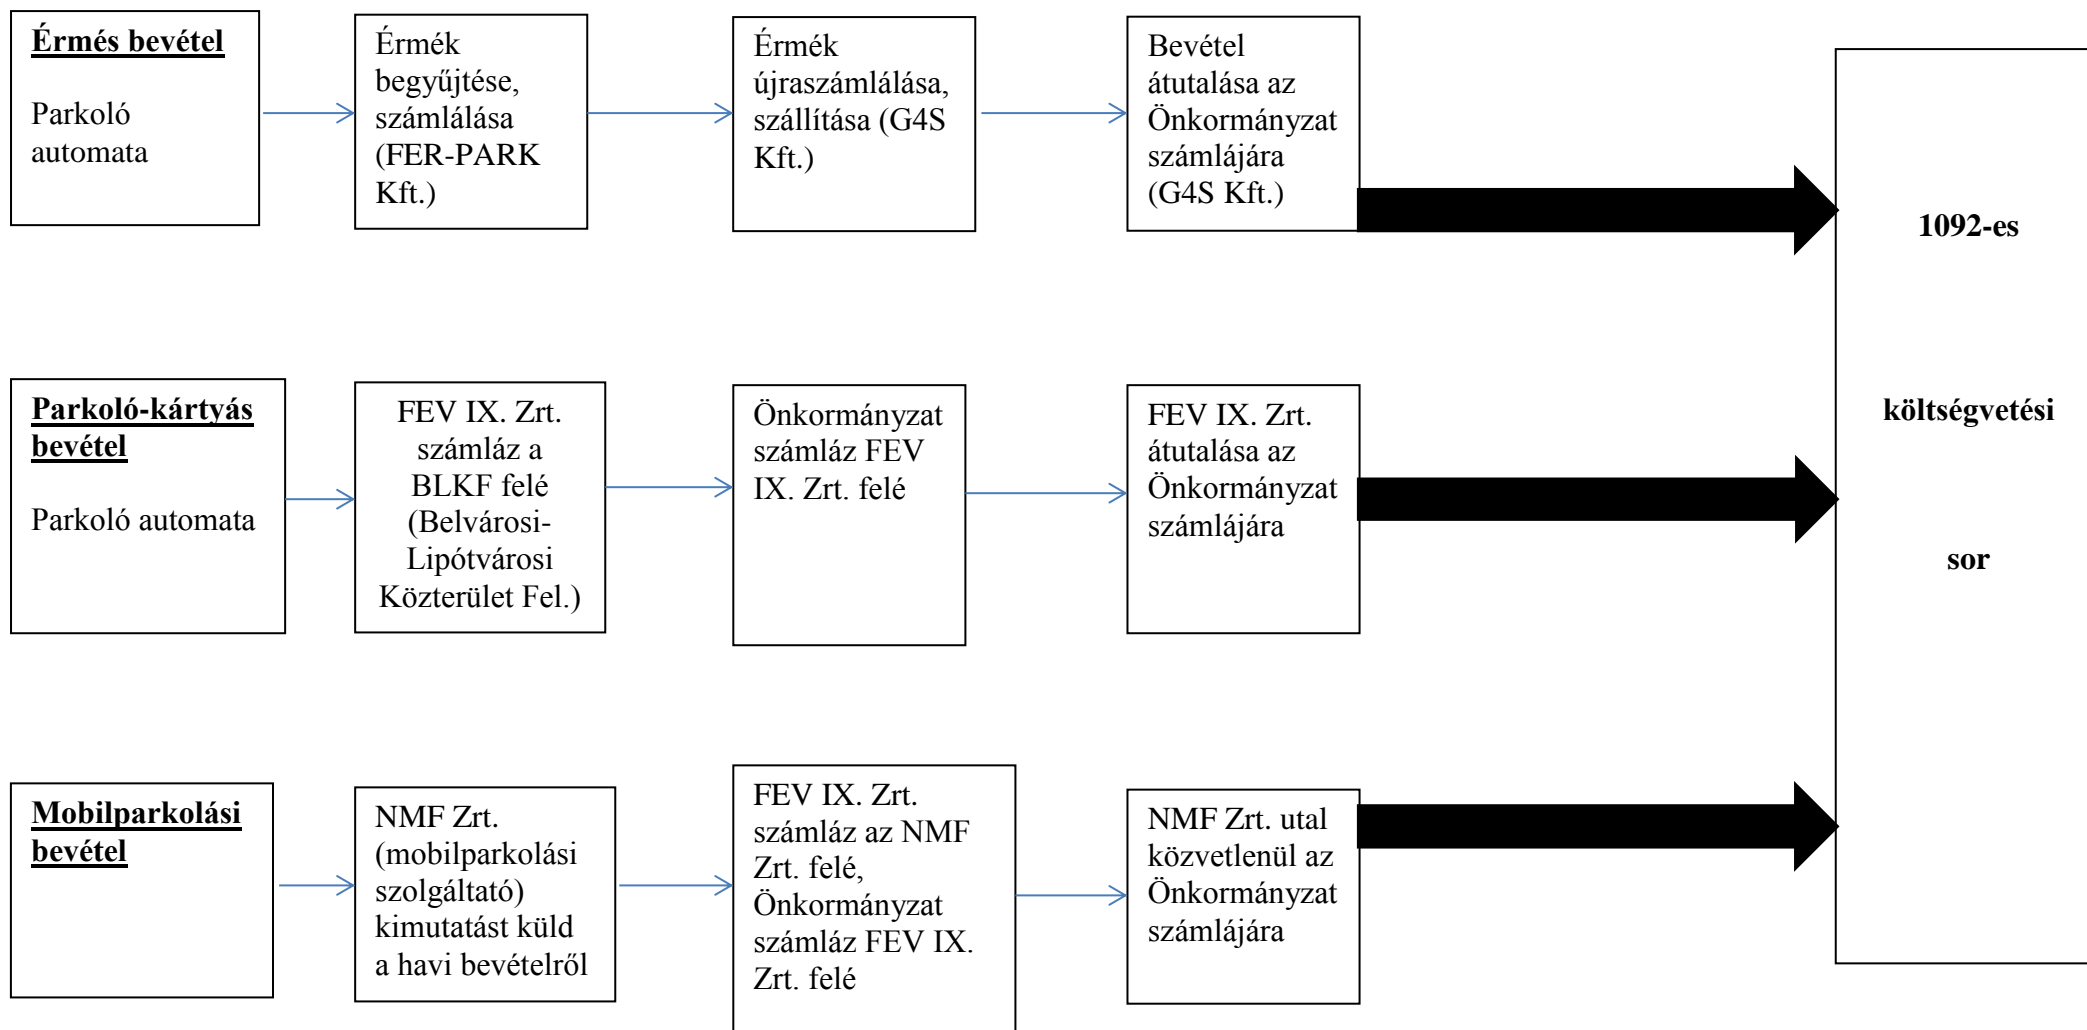 Érmés bevétel
Parkoló
automata
Érmék
begyűjtése,
számlálása
(FER-PARK
Kft.)
Érmék
újraszámlálása,
szállítása (G4S
Kft.)
Bevétel
átutalása az
Önkormányzat
számlájára
(G4S Kft.)
Parkoló-kártyás
bevétel
Parkoló automata
FEV IX. Zrt.
számláz a
BLKF felé
(Belvárosi-
Lipótvárosi
Közterület Fel.)
Önkormányzat
számláz FEV
IX. Zrt. felé
FEV IX. Zrt.
átutalása az
Önkormányzat
számlájára
Mobilparkolási
bevétel
NMF Zrt.
(mobilparkolási
szolgáltató)
kimutatást küld
a havi bevételről
FEV IX. Zrt.
számláz az NMF
Zrt. felé,
Önkormányzat
számláz FEV IX.
Zrt. felé
NMF Zrt. utal
közvetlenül az
Önkormányzat
számlájára
1092-es
költségvetési
sor